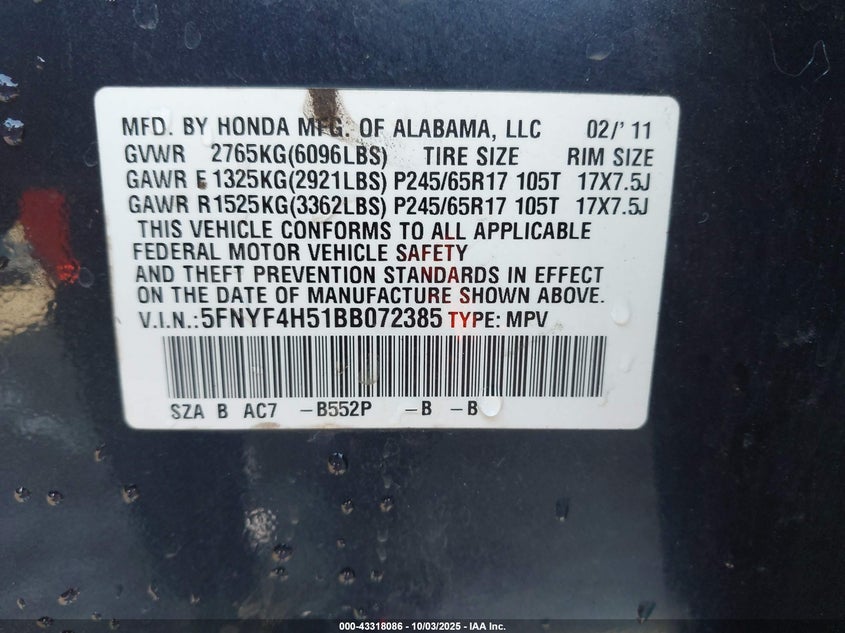 MFD. BY HONDA MFG. OF ALABAMA, LLC 02/'11
GVWR 2765KG(6096LBS) TIRE SIZE RIM SIZE
GAWR F 1325KG(2921LBS) P245/65R17 105T 17X7.5J
GAWR R 1525KG(3362LBS) P245/65R17 105T 17X7.5J
THIS VEHICLE CONFORMS TO ALL APPLICABLE
FEDERAL MOTOR VEHICLE SAFETY
AND THEFT PREVENTION STANDARDS IN EFFECT
ON THE DATE OF MANUFACTURE SHOWN ABOVE.
V.I.N.:5FNYF4H51BB072385 TYPE: MPV
SZA B AC7 -B552P -B -B
000-43318086 - 10/03/2025 - IAA Inc.